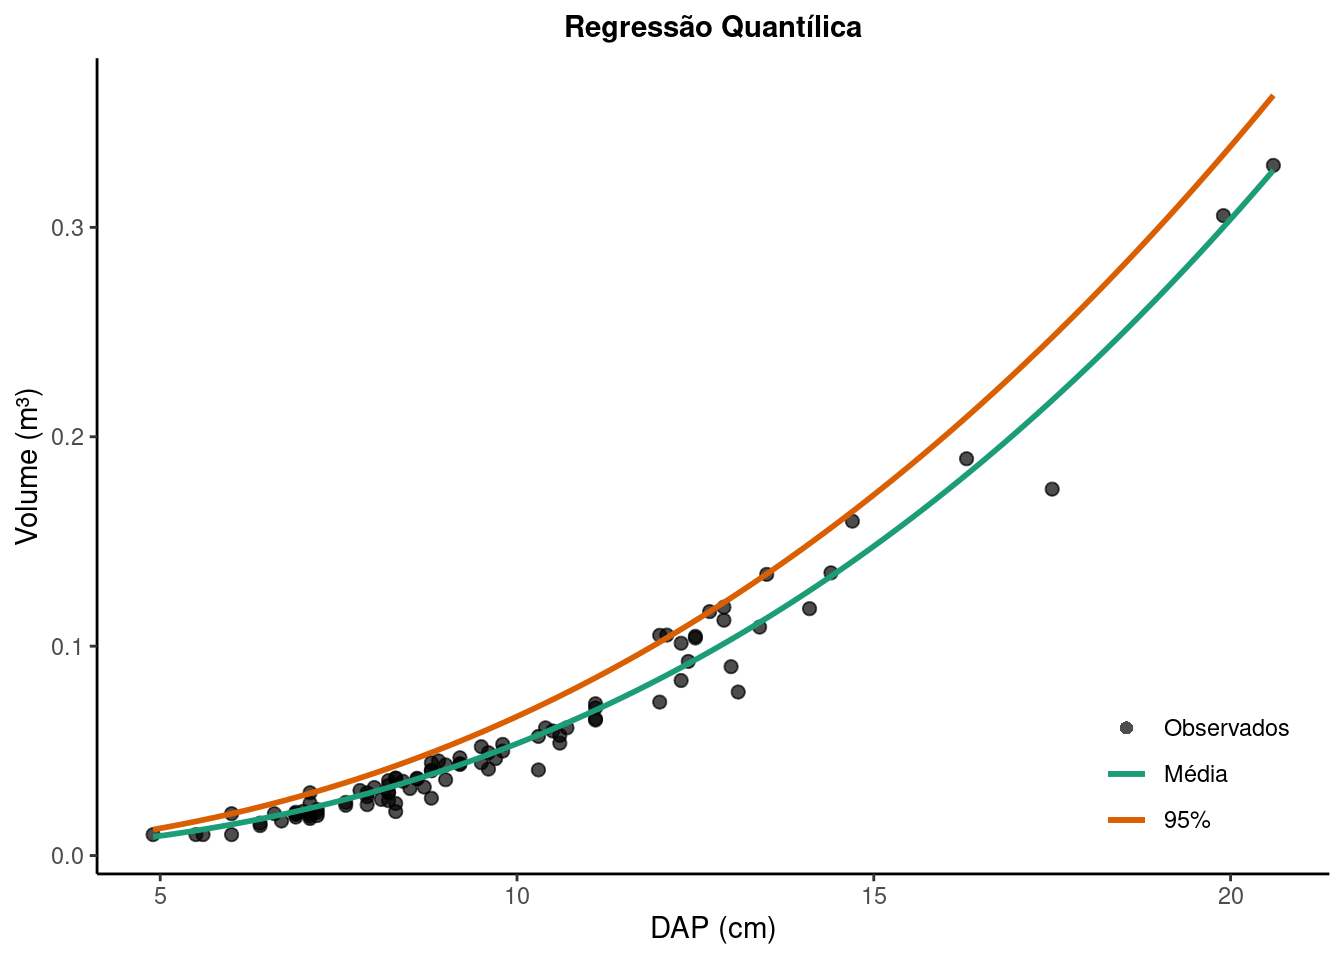 Regressão Quantílica
Volume (m³)
0.3
0.2
0.1
0.0
5
10
15
20
DAP (cm)
Observados
Média
95%